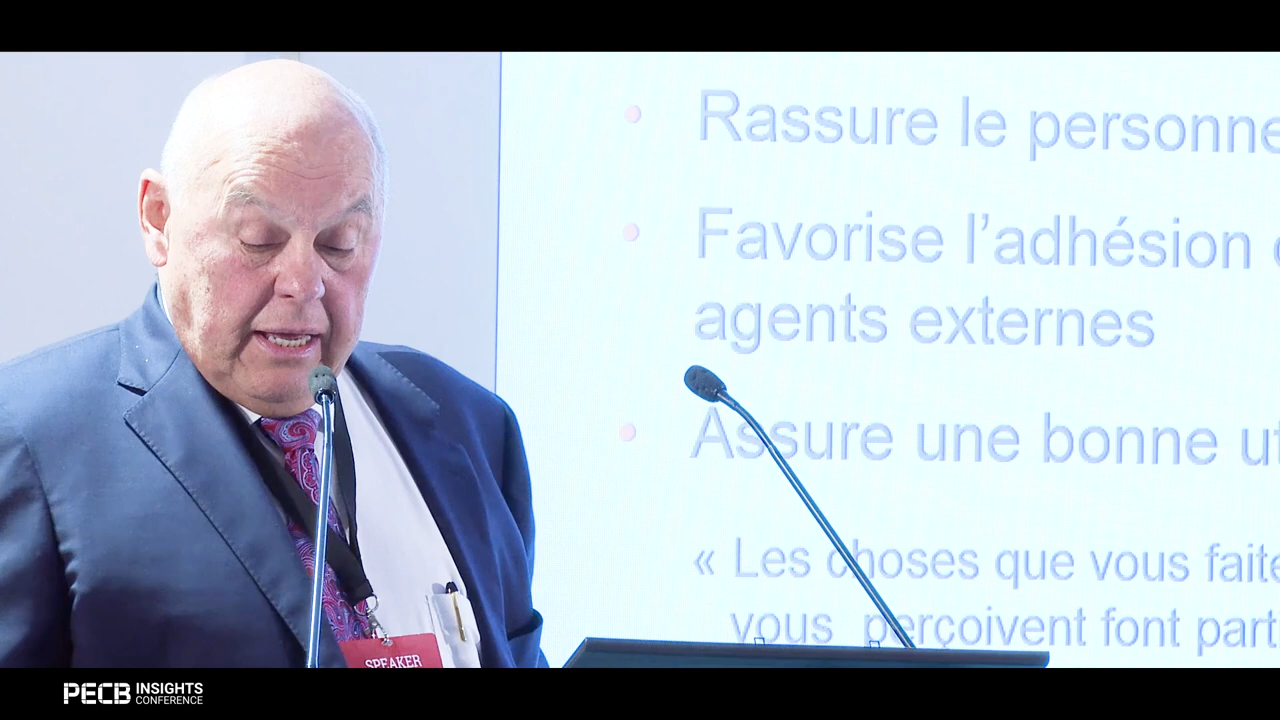 Rassure le personne
Favorise l’adhésion
agents externes
Assure une bonne
« Les choses que vous faite
vous perçoivent font part
SPEAKER
PECB INSIGHTS
CONFERENCE